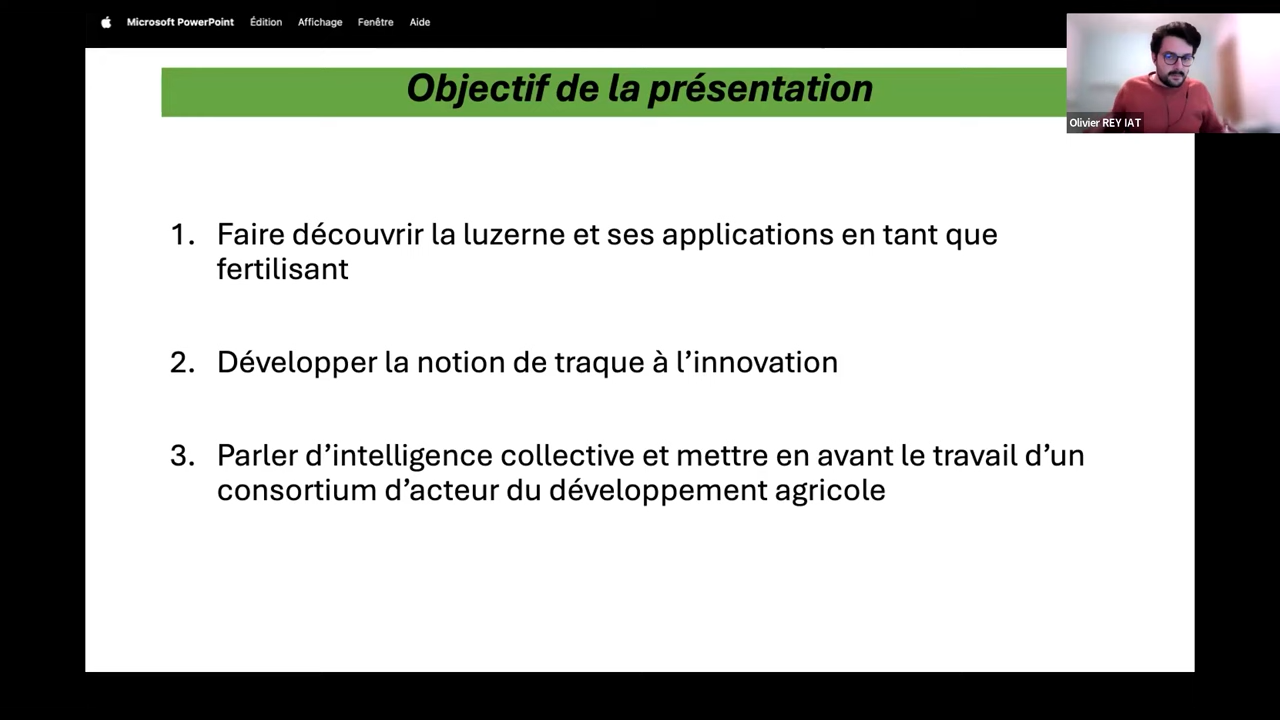 Microsoft PowerPoint Édition Affichage Fenêtre Aide
Objectif de la présentation
Olivier REY IAT
1. Faire découvrir la luzerne et ses applications en tant que
fertilisant
2. Développer la notion de traque à l’innovation
3. Parler d’intelligence collective et mettre en avant le travail d’un
consortium d’acteur du développement agricole